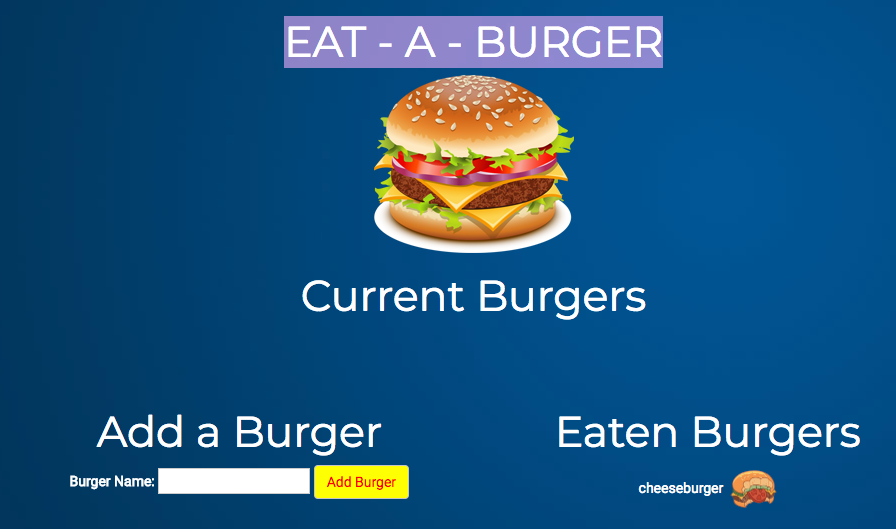 EAT - A - BURGER
Current Burgers
Add a Burger
Burger Name:
Add Burger
Eaten Burgers
cheeseburger